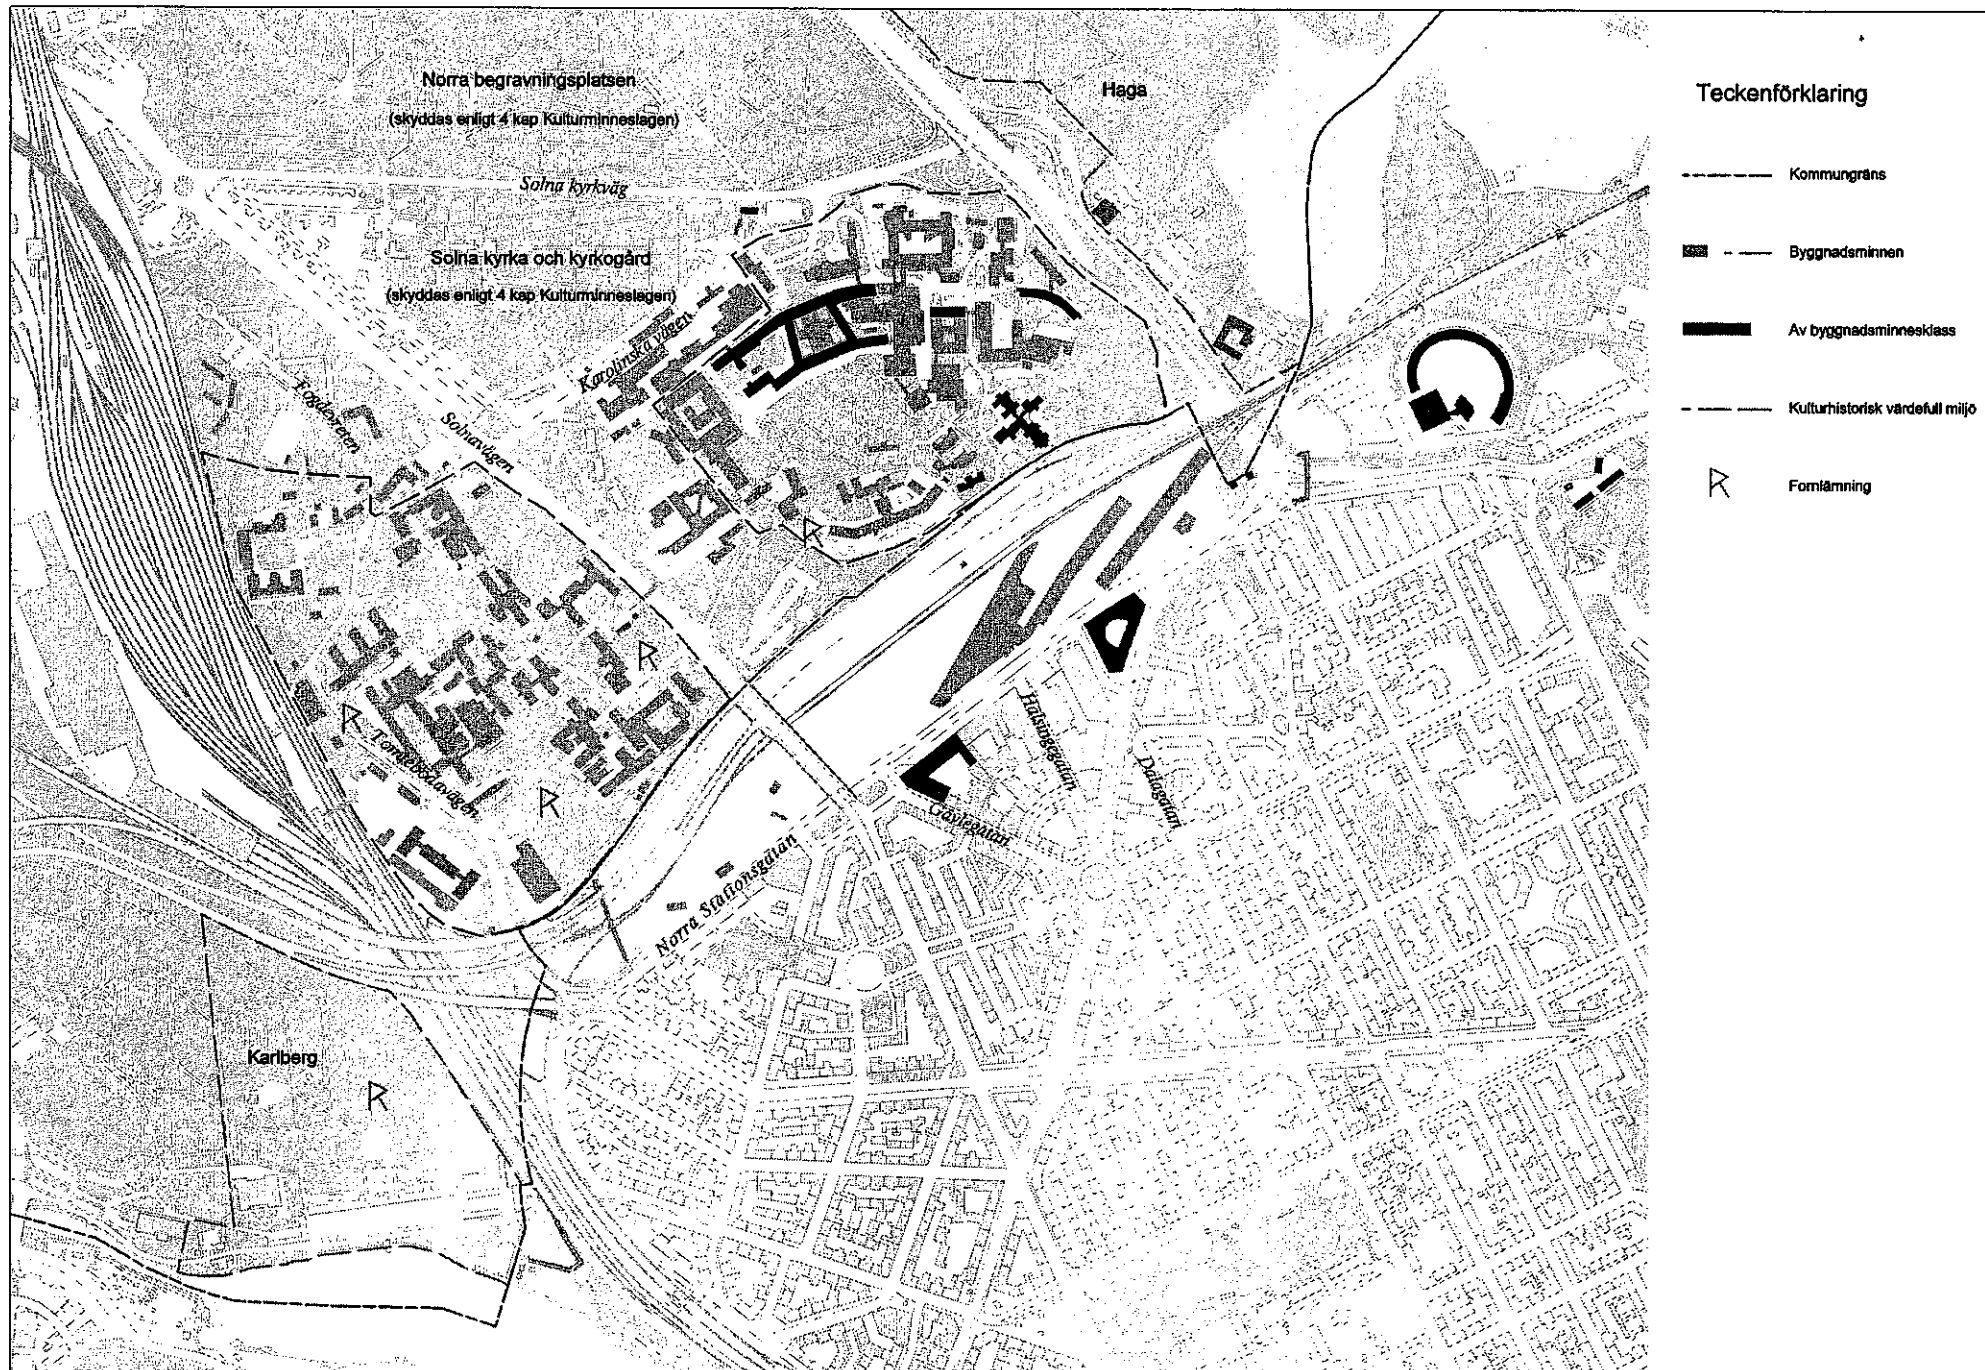 Norra begravningsplatsen
(skyddas enligt 4 kap Kulturminneslagen)
Haga
Solna kyrkväg
Solna kyrka och kyrkogård
(skyddas enligt 4 kap Kulturminneslagen)
Karolinska vägen
Fogdevreten
Solnavägen
Tomtebodavägen
Hälsingegatan
Dalagatan
Gävlegatan
Norra Stationsgatan
Karlberg
R
R
R
R
R
Teckenförklaring
Kommungräns
Byggnadsminnen
Av byggnadsminnesklass
Kulturhistorisk värdefull miljö
R Fornlämning